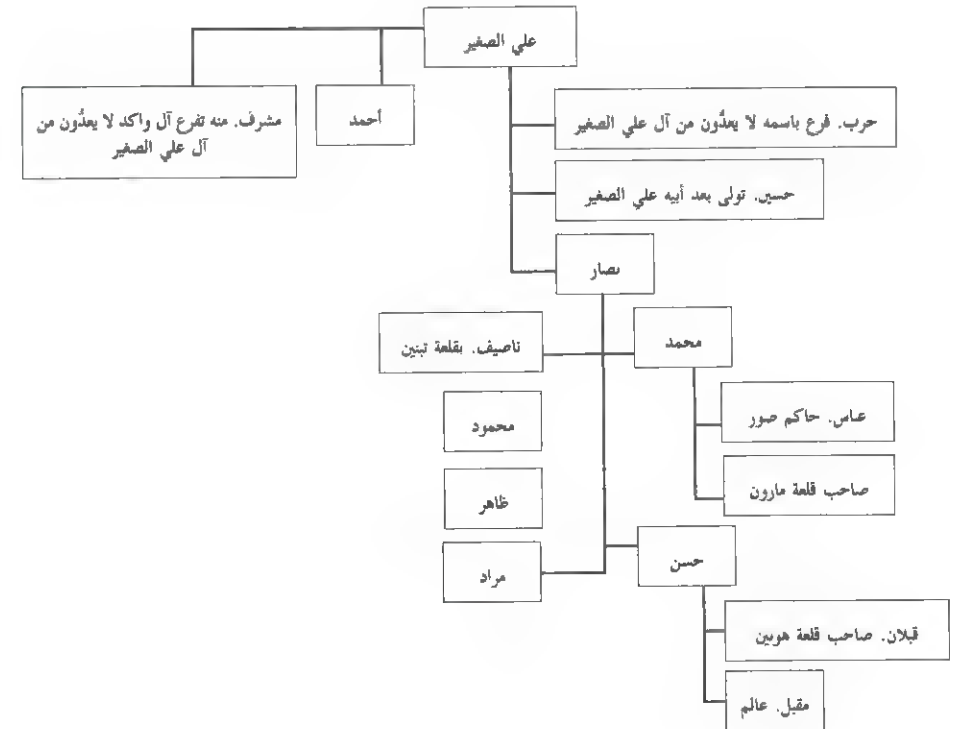 علي الصغير
أحمد
مشرف. منه تفرع آل واكد لا يعدُّون من
آل علي الصغير
حرب. فرع باسمه لا يعدُّون من آل علي الصغير
حسين. تولى بعد أبيه علي الصغير
نصار
محمد
ناصيف. بقلعة تبنين
عباس. حاكم صور
محمود
صاحب قلعة مارون
ظاهر
حسن
مراد
قبلان. صاحب قلعة هونين
مقبل. عالم